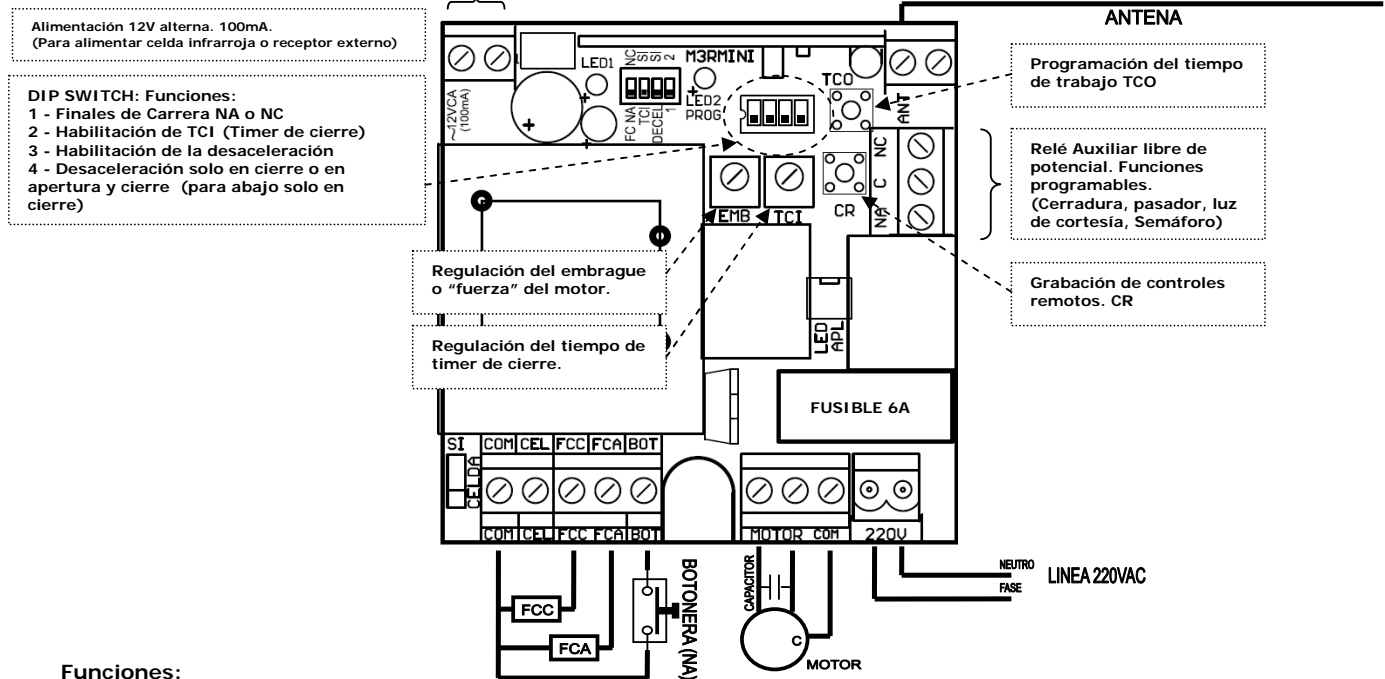 ANTENA
Alimentación 12V alterna. 100mA.
(Para alimentar celda infrarroja o receptor externo)
DIP SWITCH: Funciones:
1 - Finales de Carrera NA o NC
2 - Habilitación de TCI (Timer de cierre)
3 - Habilitación de la desaceleración
4 - Desaceleración solo en cierre o en
apertura y cierre (para abajo solo en
cierre)
~12VCA
(100mA)
LED1
NC
SI
SI
2
FC NA
TCI
DECEL
1
M3RMINI
LED2
PROG
TCO
ANT
EMB
TCI
CR
NC
C
NA
Programación del tiempo
de trabajo TCO
Relé Auxiliar libre de
potencial. Funciones
programables.
(Cerradura, pasador, luz
de cortesía, Semáforo)
Grabación de controles
remotos. CR
Regulación del embrague
o “fuerza” del motor.
Regulación del tiempo de
timer de cierre.
LED
APL
FUSIBLE 6A
SI
CELDA
COM CEL FCC FCA BOT
COM CEL FCC FCA BOT
MOTOR COM
220V
NEUTRO
FASE
LINEA 220VAC
FCC
FCA
BOTONERA (NA)
CAPACITOR
C
MOTOR
Funciones: